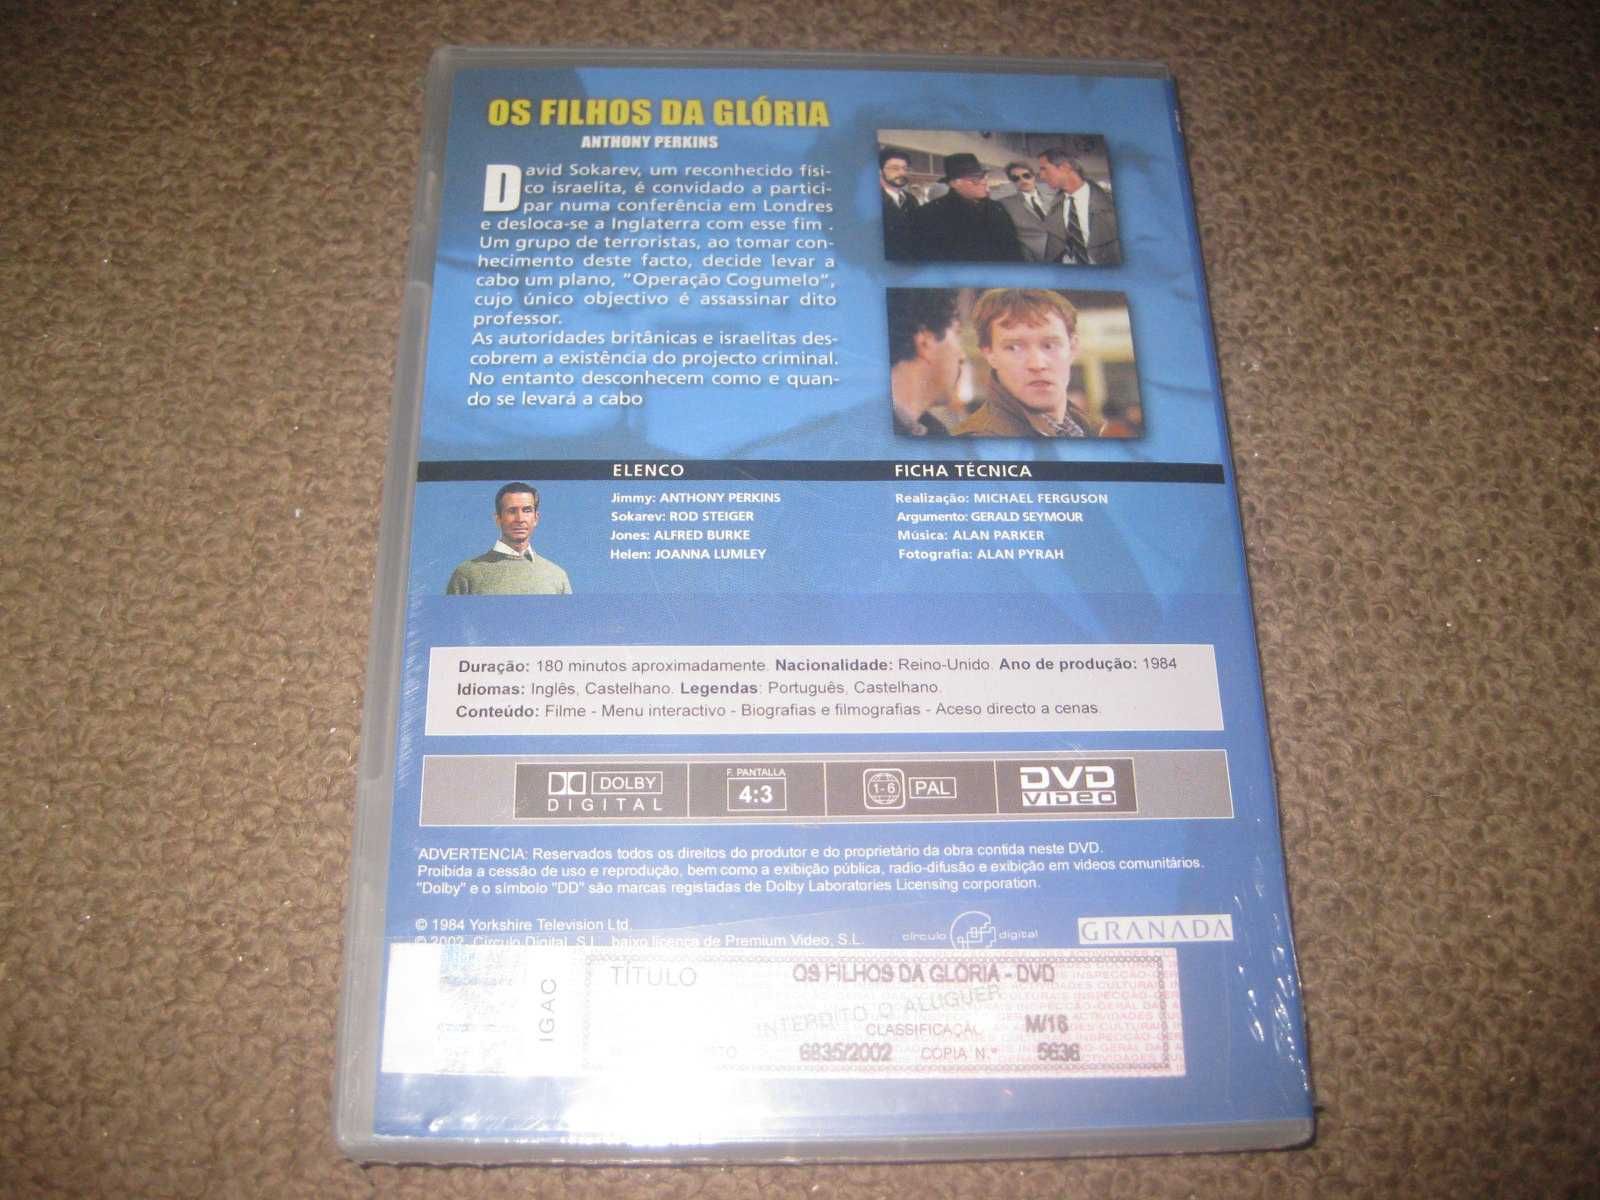 OS FILHOS DA GLÓRIA
ANTHONY PERKINS
David Sokarev, um reconhecido físi-
co israelita, é convidado a partici-
par numa conferência em Londres
e desloca-se a Inglaterra com esse fim .
Um grupo de terroristas, ao tomar con-
hecimento deste facto, decide levar a
cabo um plano, "Operação Cogumelo",
cujo único objectivo é assassinar dito
professor.
As autoridades britânicas e israelitas des-
cobrem a existência do projecto criminal.
No entanto desconhecem como e quan-
do se levará a cabo
ELENCO
Jimmy: ANTHONY PERKINS
Sokarev: ROD STEIGER
Jones: ALFRED BURKE
Helen: JOANNA LUMLEY
FICHA TÉCNICA
Realização: MICHAEL FERGUSON
Argumento: GERALD SEYMOUR
Música: ALAN PARKER
Fotografia: ALAN PYRAH
Duração: 180 minutos aproximadamente. Nacionalidade: Reino-Unido. Ano de produção: 1984
Idiomas: Inglês, Castelhano. Legendas: Português, Castelhano.
Conteúdo: Filme - Menu interactivo - Biografias e filmografias - Aceso directo a cenas.
DOLBY
DIGITAL
F. PANTALLA
4:3
1-6
PAL
DVD
VIDEO
ADVERTENCIA: Reservados todos os direitos do produtor e do proprietário da obra contida neste DVD.
Proibida a cessão de uso e reprodução, bem como a exibição pública, radio-difusão e exibição em videos comunitários.
"Dolby" e o símbolo "DD" são marcas registadas de Dolby Laboratories Licensing corporation.
© 1984 Yorkshire Television Ltd.
© 2002 Círculo Digital, S.L. baixo licença de Premium Video, S.L.
círculo digital
GRANADA
IGAC
TÍTULO
OS FILHOS DA GLORIA - DVD
INTERDITO O ALUGUER
CLASSIFICAÇÃO M/16
6835/2002 CÓPIA N.º 5636